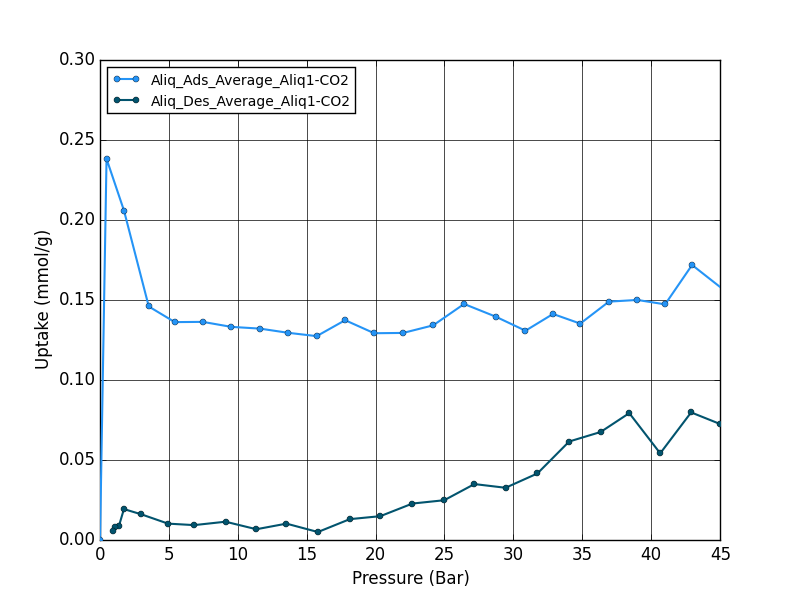 Aliq_Ads_Average_Aliq1-CO2
Aliq_Des_Average_Aliq1-CO2
0.30
0.25
0.20
0.15
0.10
0.05
0.00
Uptake (mmol/g)
0 5 10 15 20 25 30 35 40 45
Pressure (Bar)